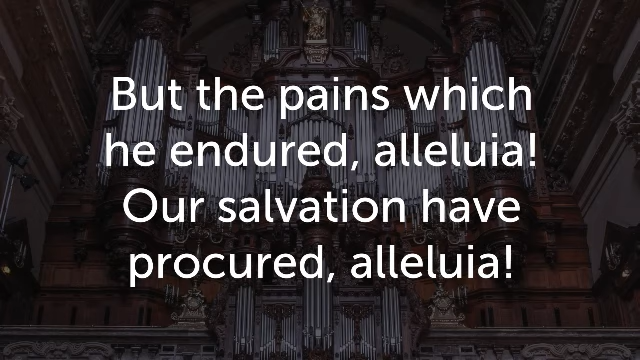 But the pains which
he endured, alleluia!
Our salvation have
procured, alleluia!